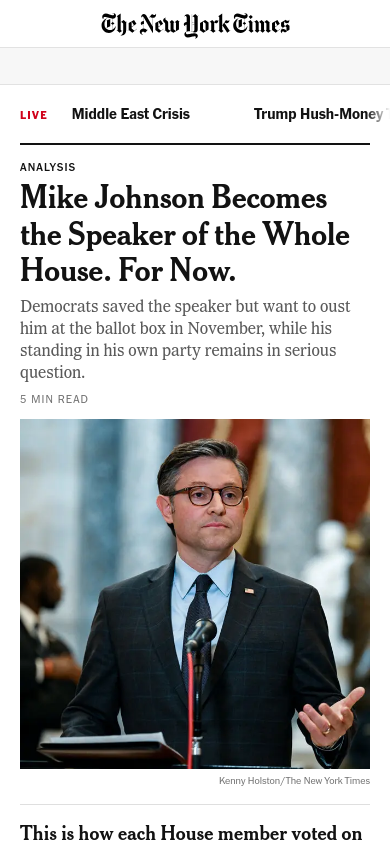 The New York Times
LIVE Middle East Crisis Trump Hush-Money
ANALYSIS
Mike Johnson Becomes
the Speaker of the Whole
House. For Now.
Democrats saved the speaker but want to oust
him at the ballot box in November, while his
standing in his own party remains in serious
question.
5 MIN READ
Kenny Holston/The New York Times
This is how each House member voted on